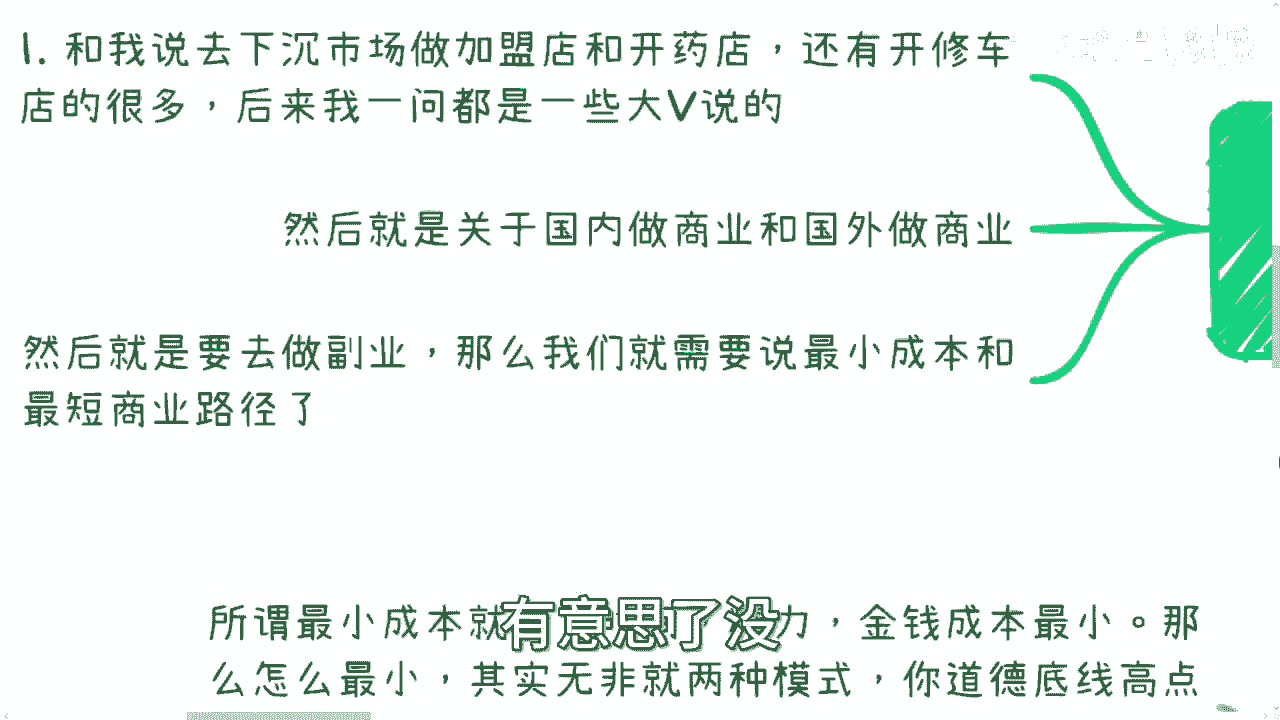 1. 和我说去下沉市场做加盟店和开药店，还有开修车
店的很多，后来我一问都是一些大V说的
然后就是关于国内做商业和国外做商业
然后就是要去做副业，那么我们就需要说最小成本和
最短商业路径了
所谓最小成本就
力，金钱成本最小。那
有意思了没
么怎么最小，其实无非就两种模式，你道德底线高点